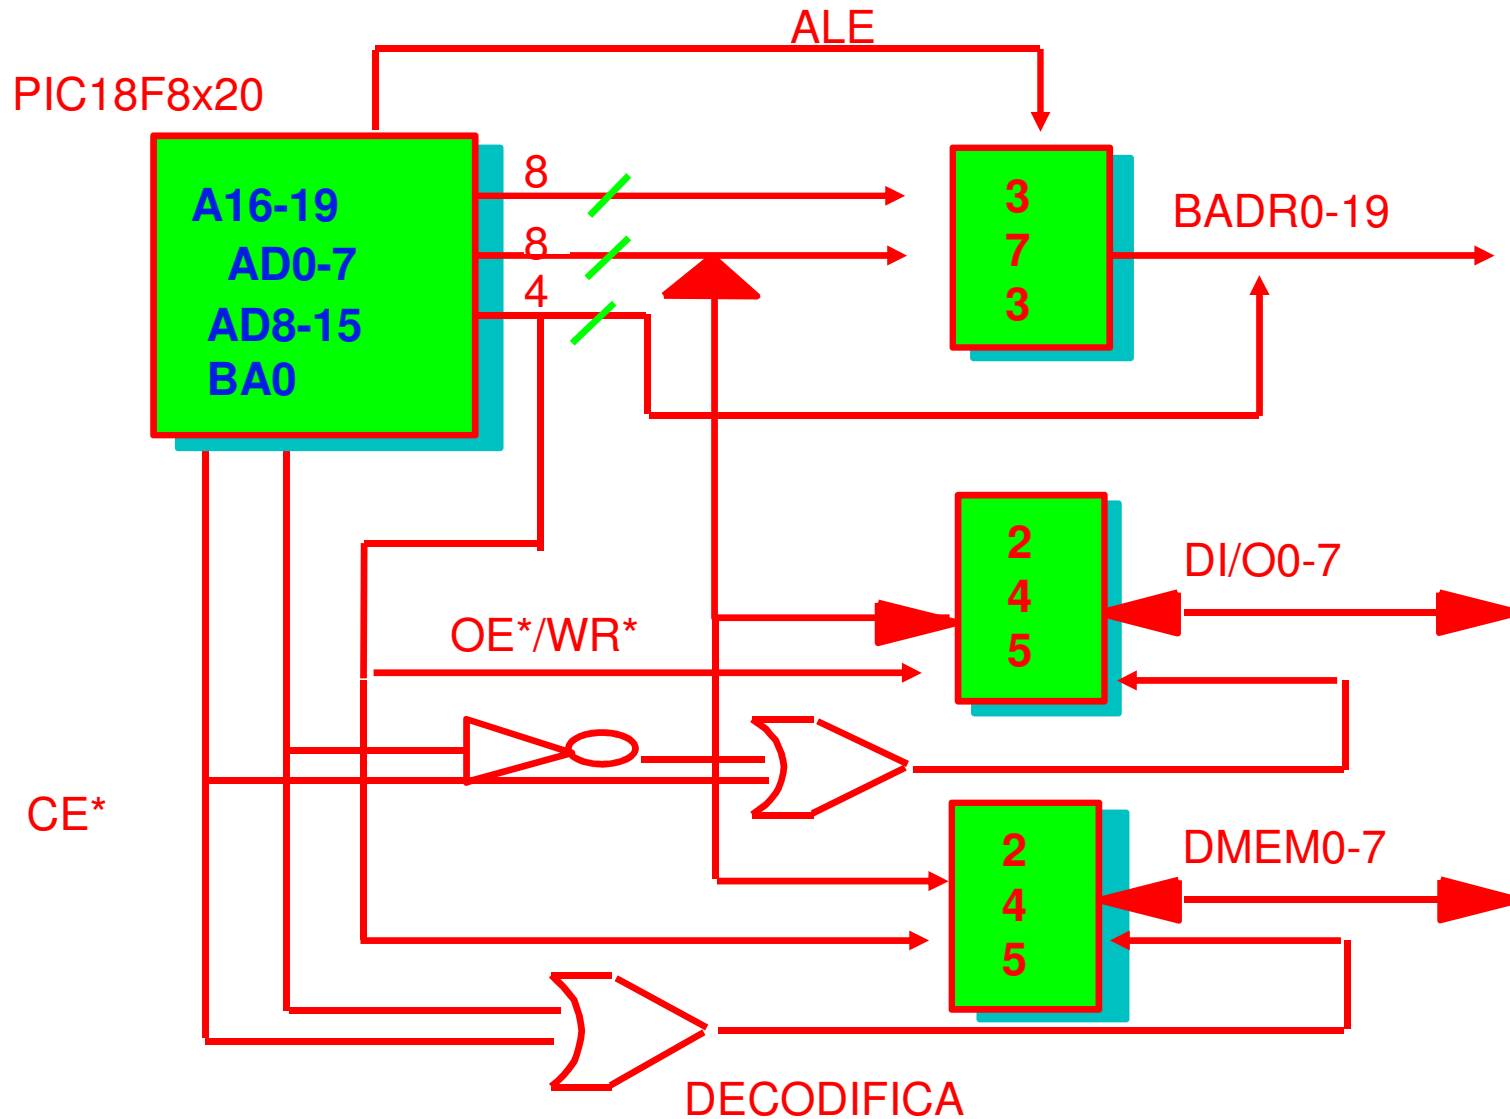 ALE
PIC18F8x20
8
A16-19
3
7
3
BADR0-19
8
AD0-7
4
AD8-15
BA0
2
4
5
DI/O0-7
OE*/WR*
CE*
2
4
5
DMEM0-7
DECODIFICA